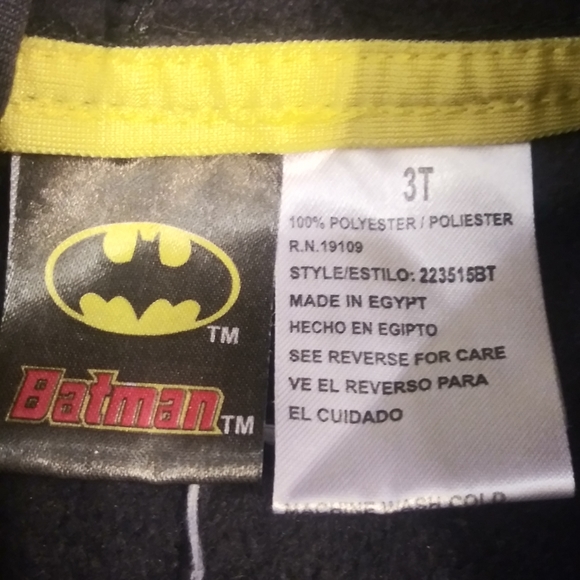 TM
Batman TM
3T
100% POLYESTER / POLIESTER
R.N.19109
STYLE/ESTILO: 223515BT
MADE IN EGYPT
HECHO EN EGIPTO
SEE REVERSE FOR CARE
VE EL REVERSO PARA
EL CUIDADO
MACHINE WASH COLD